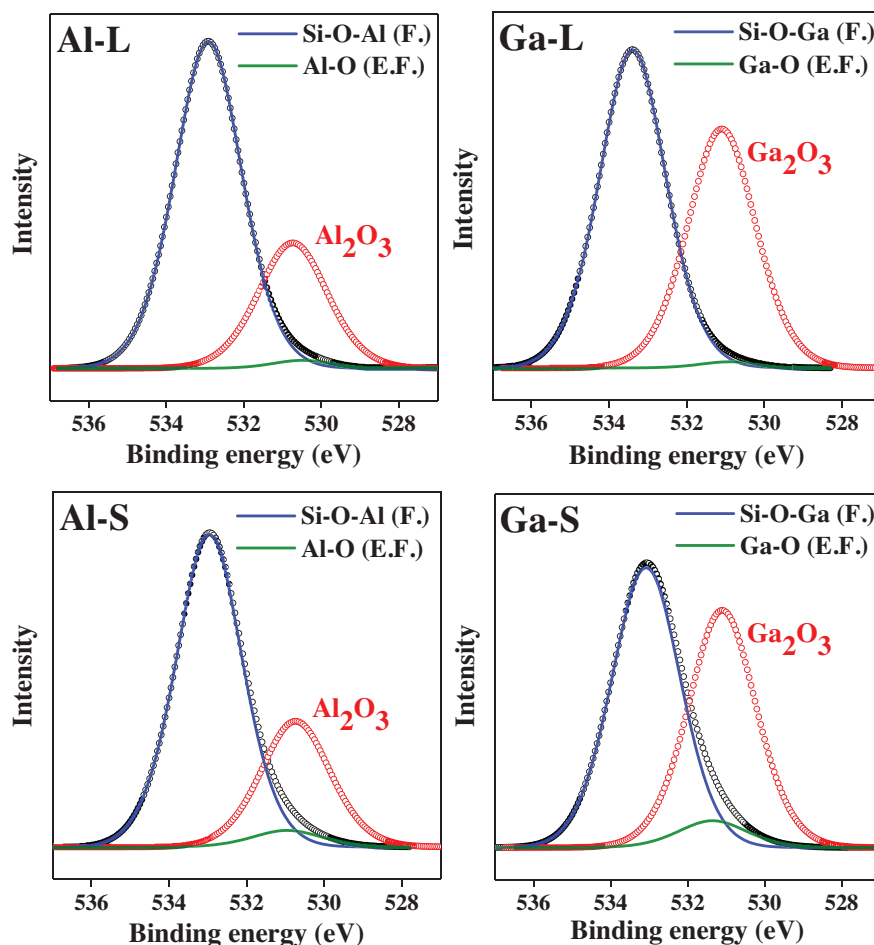 Al-L
Si-O-Al (F.)
Al-O (E.F.)
Al2O3
Intensity
536 534 532 530 528
Binding energy (eV)
Ga-L
Si-O-Ga (F.)
Ga-O (E.F.)
Ga2O3
Intensity
536 534 532 530 528
Binding energy (eV)
Al-S
Si-O-Al (F.)
Al-O (E.F.)
Al2O3
Intensity
536 534 532 530 528
Binding energy (eV)
Ga-S
Si-O-Ga (F.)
Ga-O (E.F.)
Ga2O3
Intensity
536 534 532 530 528
Binding energy (eV)